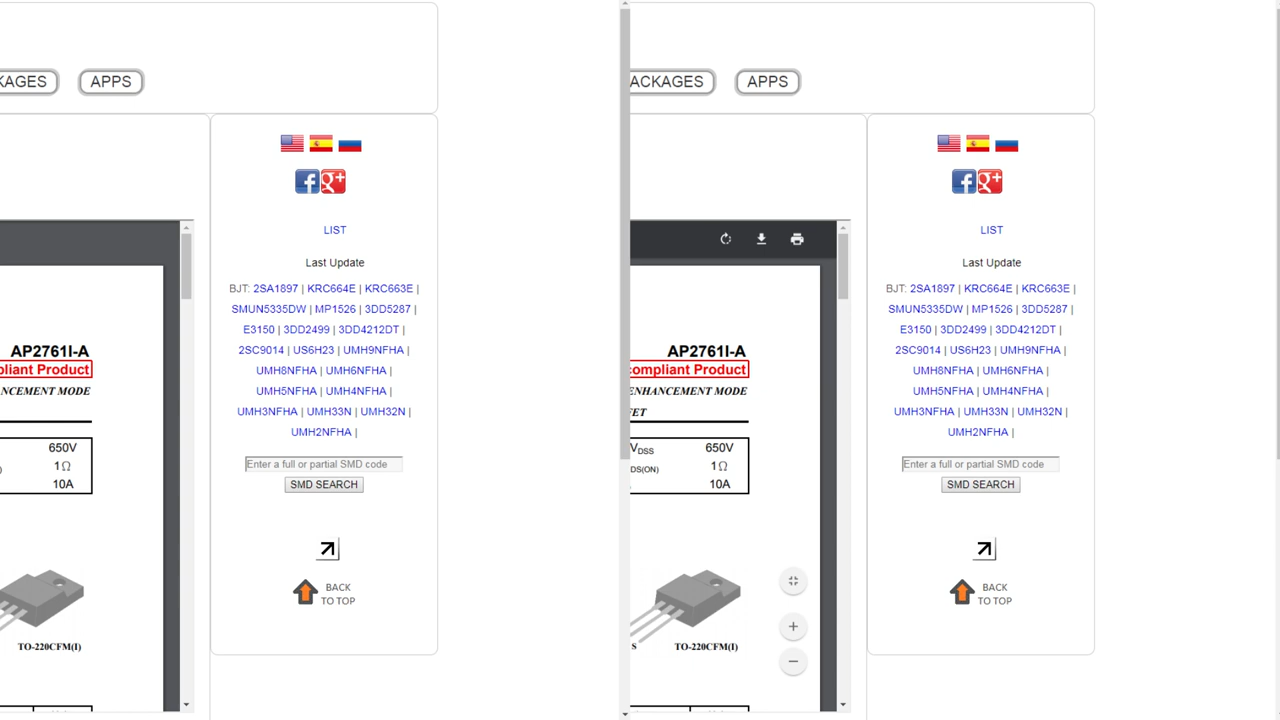 KAGES
APPS
LIST
Last Update
BJT: 2SA1897 | KRC664E | KRC663E |
SMUN5335DW | MP1526 | 3DD5287 |
E3150 | 3DD2499 | 3DD4212DT |
2SC9014 | US6H23 | UMH9NFHA |
UMH8NFHA | UMH6NFHA |
UMH5NFHA | UMH4NFHA |
UMH3NFHA | UMH33N | UMH32N |
UMH2NFHA |
Enter a full or partial SMD code
SMD SEARCH
BACK
TO TOP
AP2761I-A
pliant Product
NCEMENT MODE
650V
1Ω
10A
TO-220CFM(I)
ACKAGES
APPS
LIST
Last Update
BJT: 2SA1897 | KRC664E | KRC663E |
SMUN5335DW | MP1526 | 3DD5287 |
E3150 | 3DD2499 | 3DD4212DT |
2SC9014 | US6H23 | UMH9NFHA |
UMH8NFHA | UMH6NFHA |
UMH5NFHA | UMH4NFHA |
UMH3NFHA | UMH33N | UMH32N |
UMH2NFHA |
Enter a full or partial SMD code
SMD SEARCH
BACK
TO TOP
AP2761I-A
compliant Product
ENHANCEMENT MODE
FET
VDSS 650V
DS(ON) 1Ω
10A
S TO-220CFM(I)